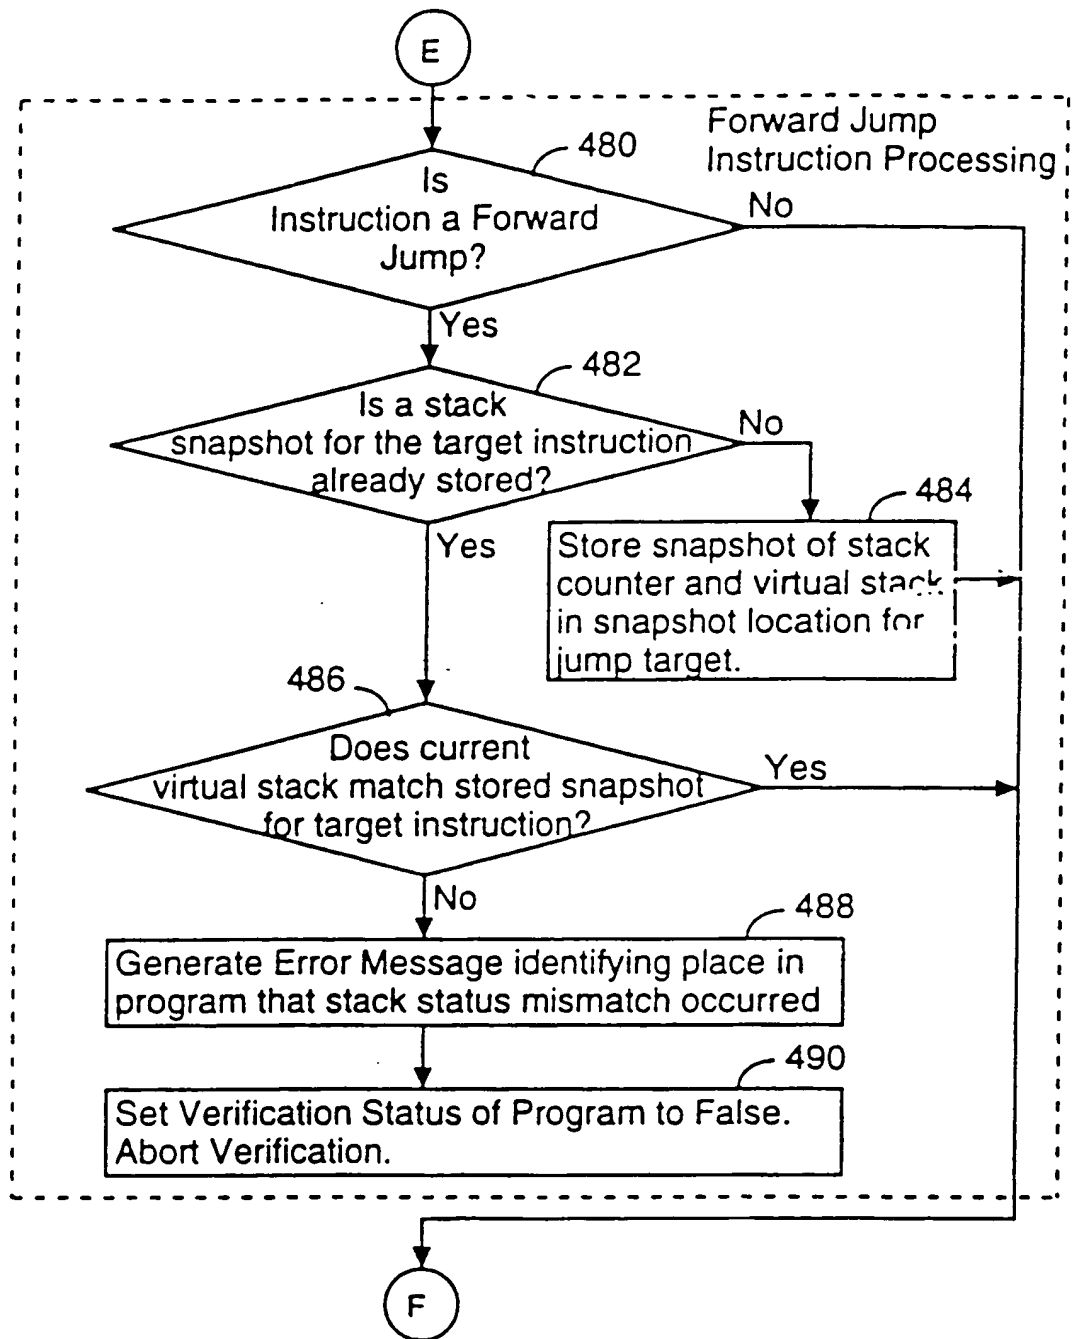 E
Forward Jump
Instruction Processing
480
Is
Instruction a Forward
Jump?
No
Yes
482
Is a stack
snapshot for the target instruction
already stored?
No
Yes
484
Store snapshot of stack
counter and virtual stack
in snapshot location for
jump target.
486
Does current
virtual stack match stored snapshot
for target instruction?
Yes
No
488
Generate Error Message identifying place in
program that stack status mismatch occurred
490
Set Verification Status of Program to False.
Abort Verification.
F